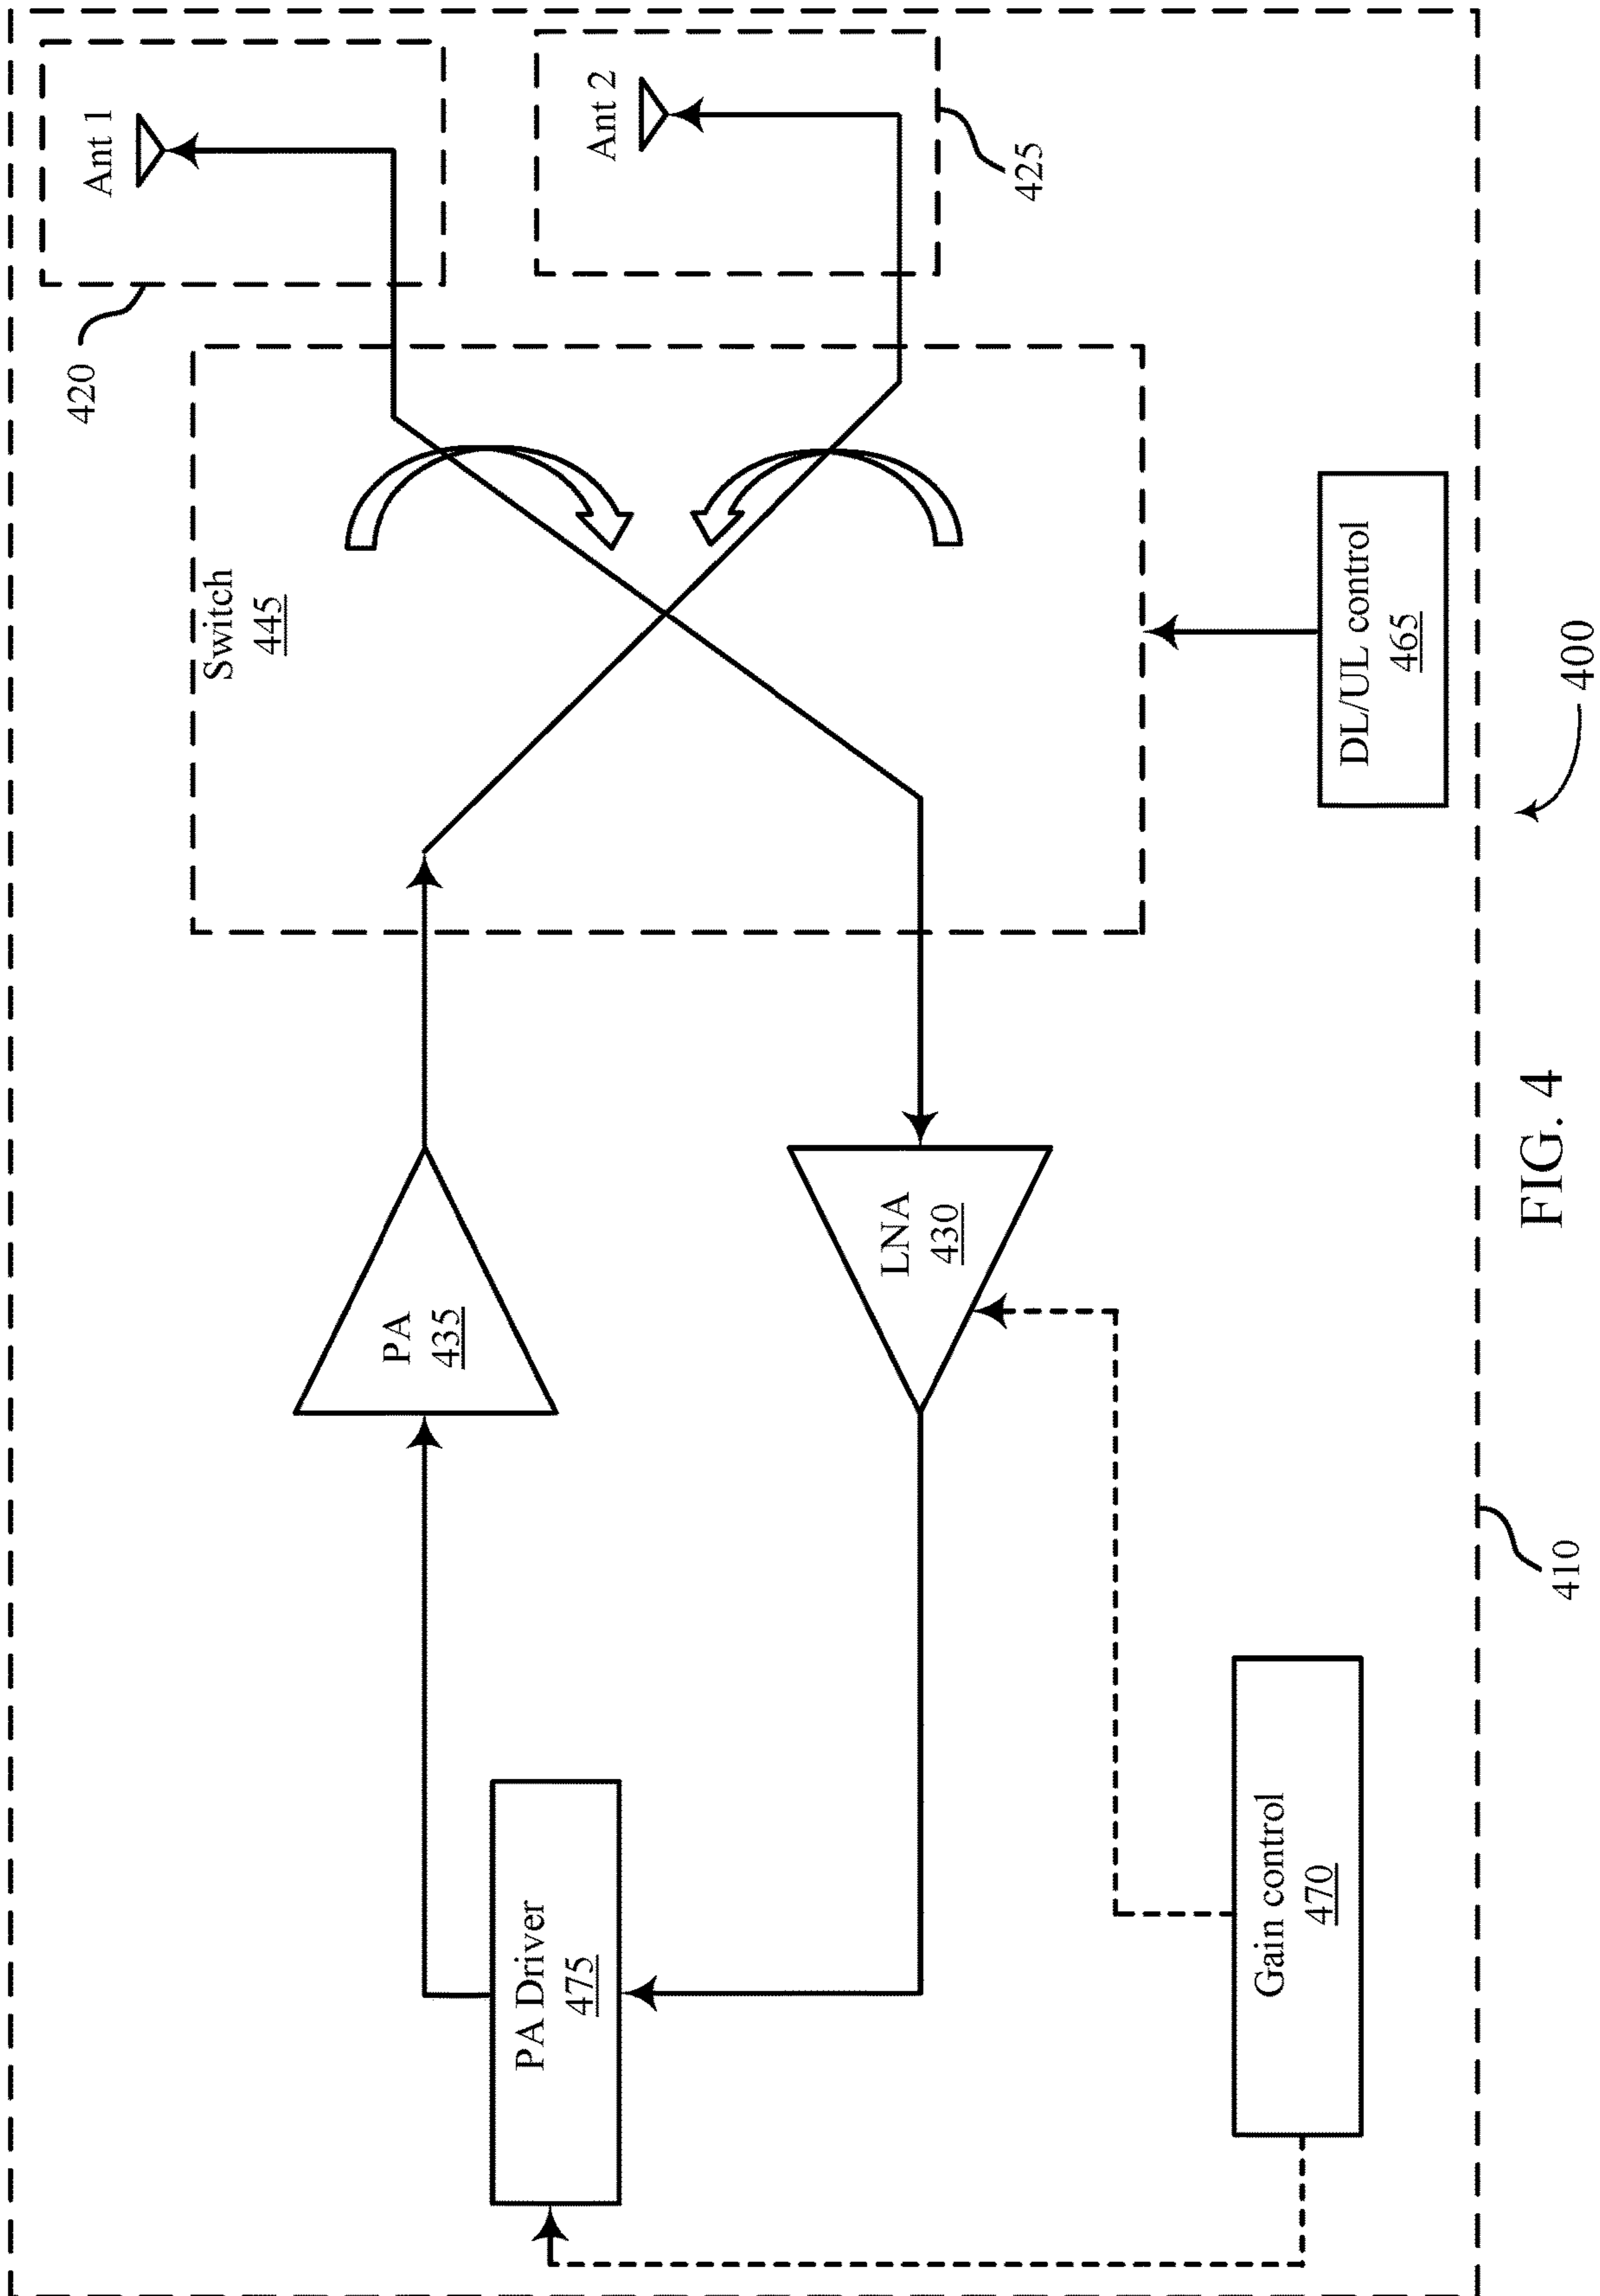 Ant 1
420
Ant 2
425
Switch
445
DL/UL control
465
400
PA
435
LNA
430
PA Driver
475
Gain control
470
410
FIG. 4